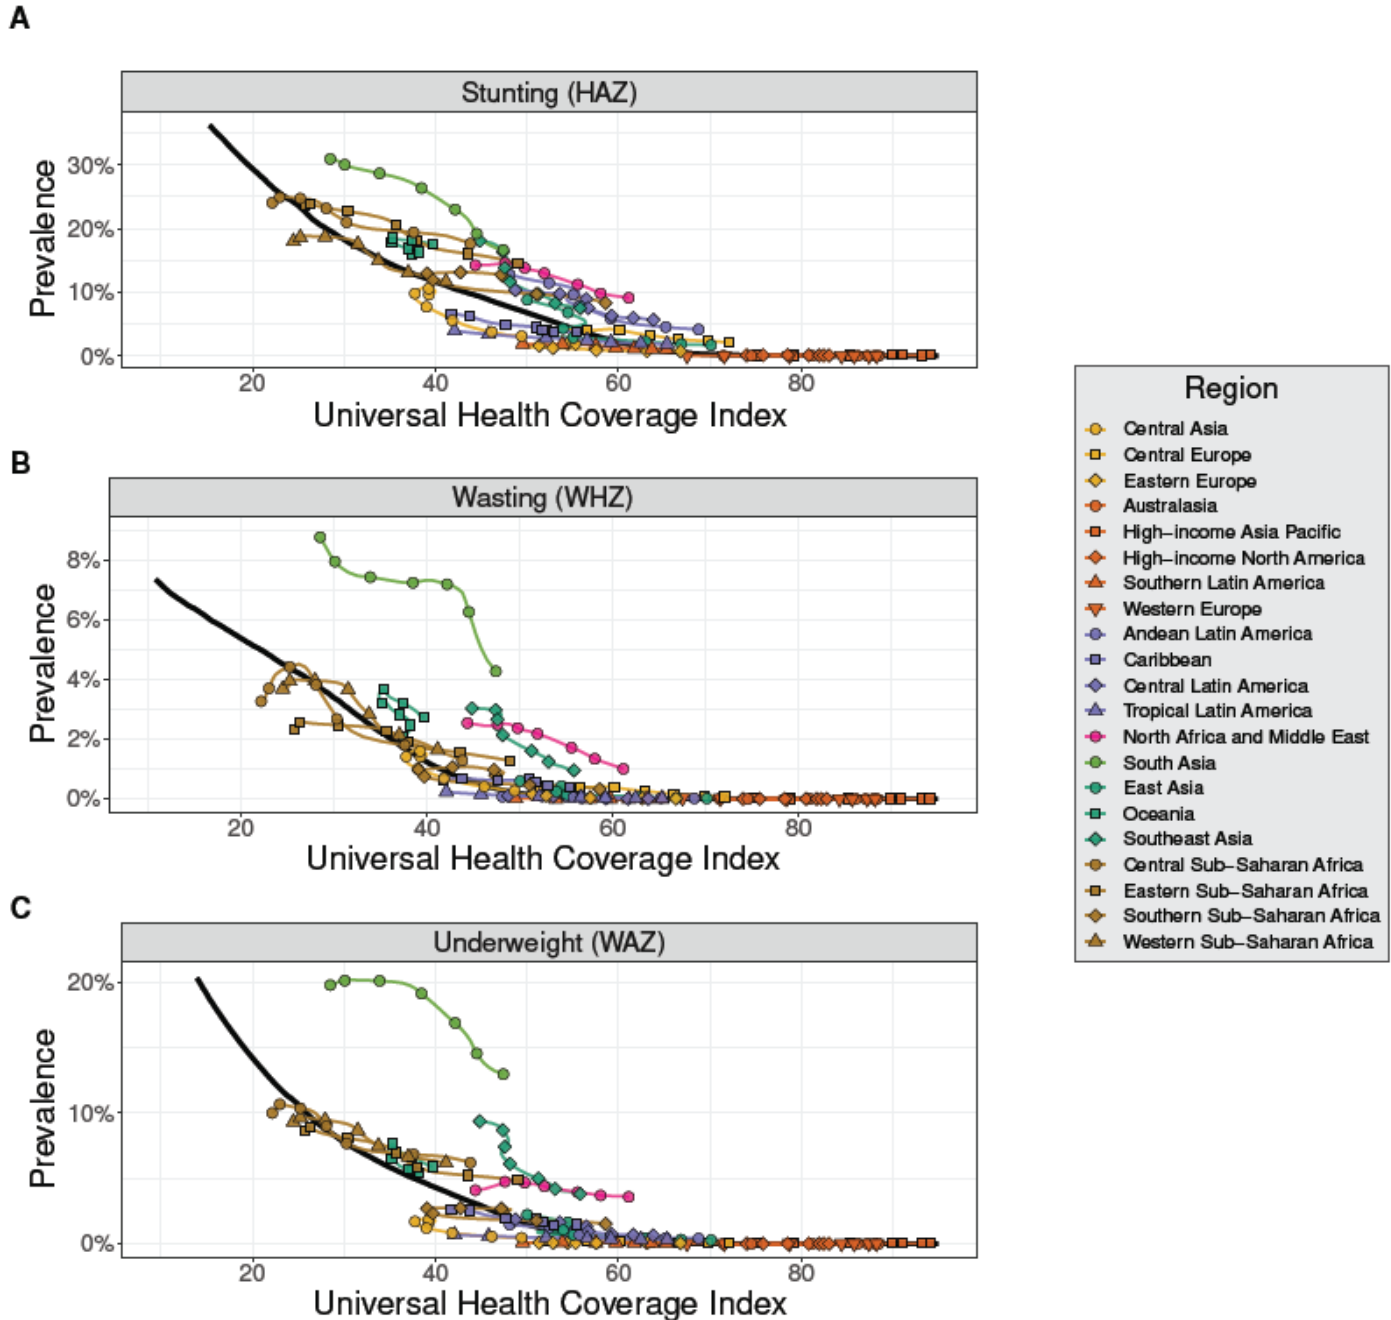 A
Stunting (HAZ)
30%
20%
10%
0%
Prevalence
20 40 60 80
Universal Health Coverage Index
B
Wasting (WHZ)
8%
6%
4%
2%
0%
Prevalence
20 40 60 80
Universal Health Coverage Index
C
Underweight (WAZ)
20%
10%
0%
Prevalence
20 40 60 80
Universal Health Coverage Index
Region
Central Asia
Central Europe
Eastern Europe
Australasia
High-income Asia Pacific
High-income North America
Southern Latin America
Western Europe
Andean Latin America
Caribbean
Central Latin America
Tropical Latin America
North Africa and Middle East
South Asia
East Asia
Oceania
Southeast Asia
Central Sub-Saharan Africa
Eastern Sub-Saharan Africa
Southern Sub-Saharan Africa
Western Sub-Saharan Africa